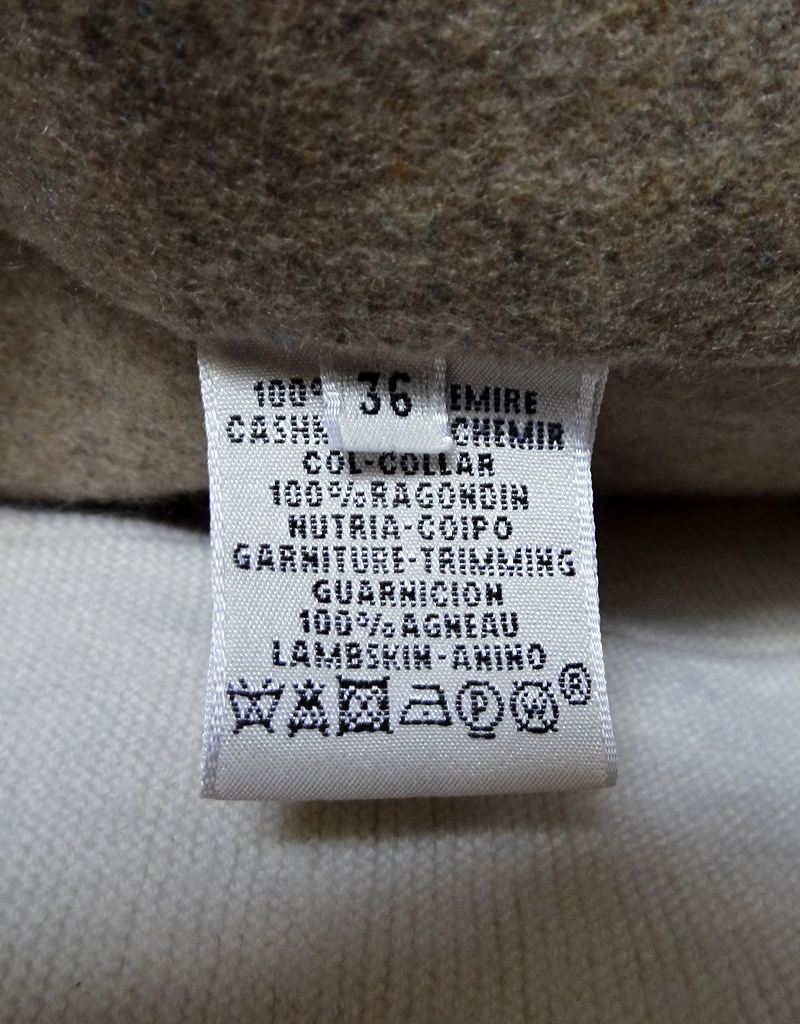 36
100% EMIRE
CASHM CHEMIR
COL-COLLAR
100%RAGONDIN
NUTRIA-COIPO
GARNITURE-TRIMMING
GUARNICION
100%AGNEAU
LAMBSKIN-ANINO
P W ®